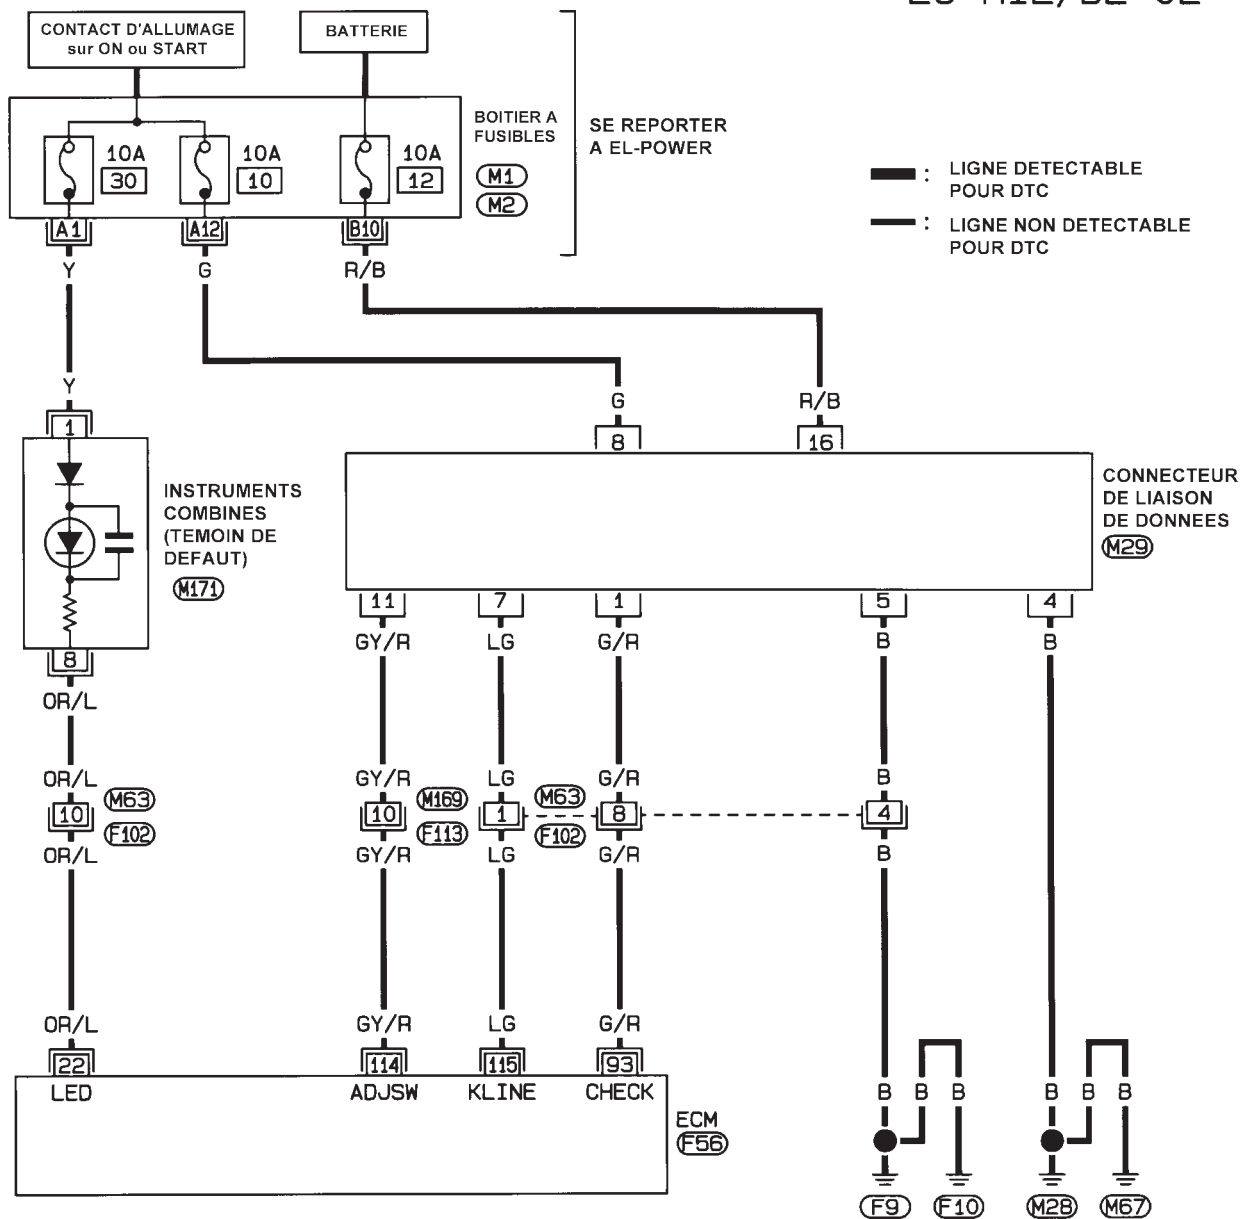 CONTACT D'ALLUMAGE
sur ON ou START
BATTERIE
BOITIER A
FUSIBLES
M1
M2
SE REPORTER
A EL-POWER
10A
30
10A
10
10A
12
A1
A12
B10
Y
G
R/B
: LIGNE DETECTABLE
POUR DTC
: LIGNE NON DETECTABLE
POUR DTC
Y
G
R/B
1
8
16
INSTRUMENTS
COMBINES
(TEMOIN DE
DEFAUT)
M171
CONNECTEUR
DE LIAISON
DE DONNEES
M29
8
11
7
1
5
4
OR/L
GY/R
LG
G/R
B
B
OR/L
GY/R
LG
G/R
B
10
M63
F102
10
M169
F113
1
M63
F102
8
4
OR/L
GY/R
LG
G/R
B
OR/L
GY/R
LG
G/R
22
114
115
93
LED
ADJSW
KLINE
CHECK
ECM
F56
B
B
B
B
B
B
F9
F10
M28
M67